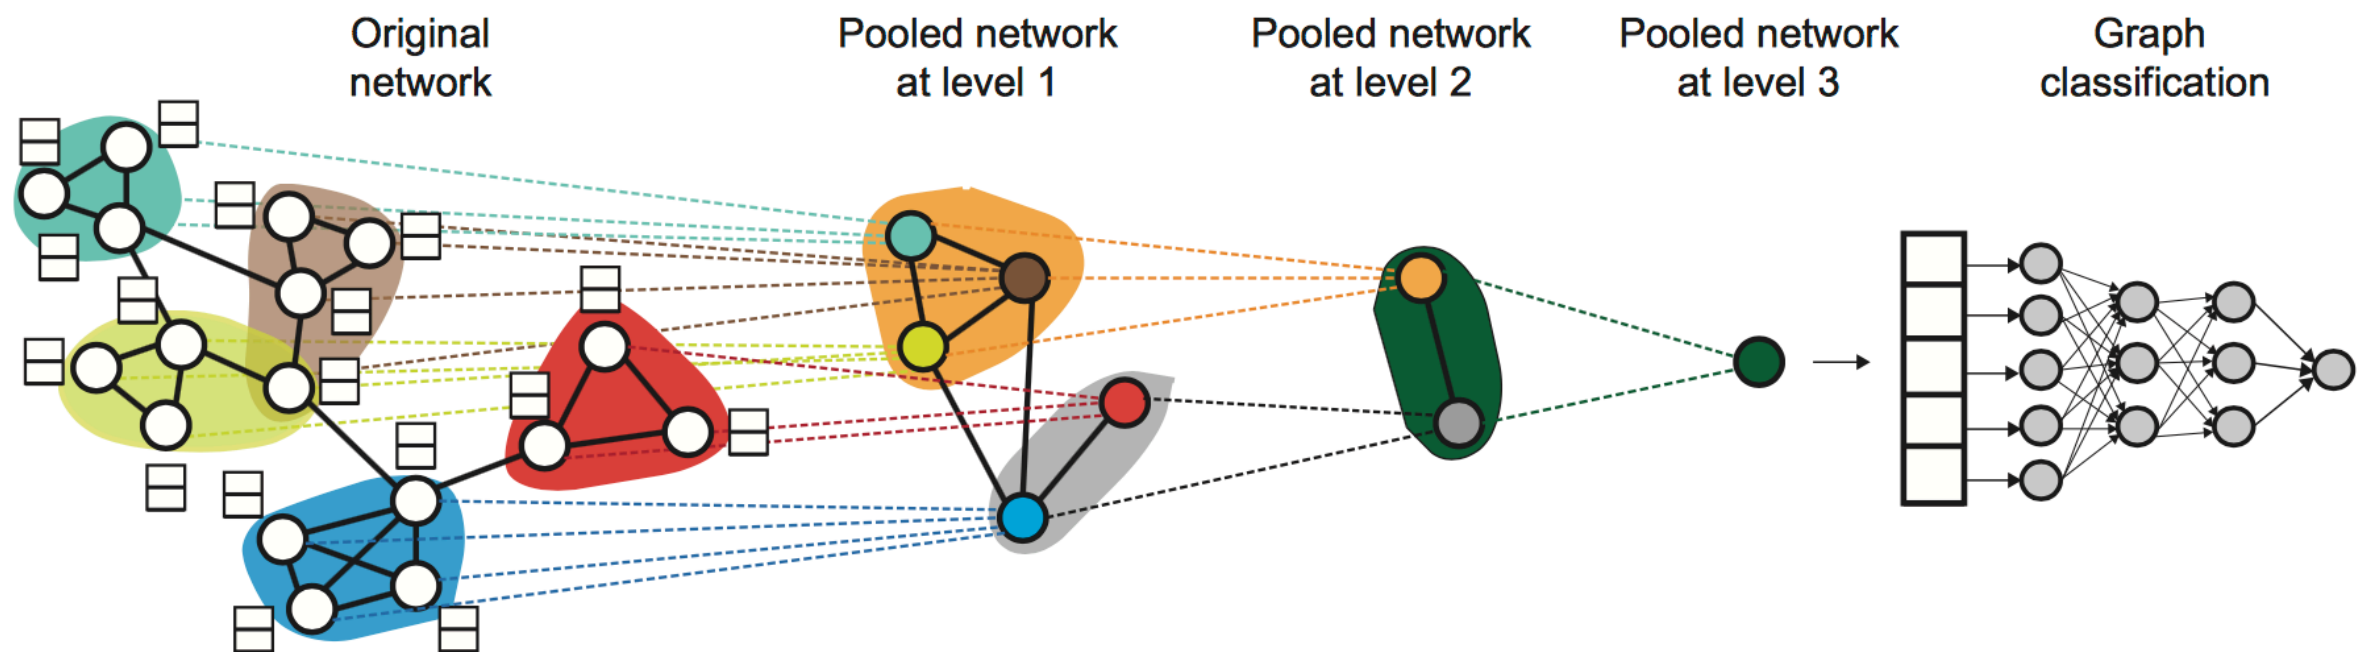 Original
network
Pooled network
at level 1
Pooled network
at level 2
Pooled network
at level 3
Graph
classification